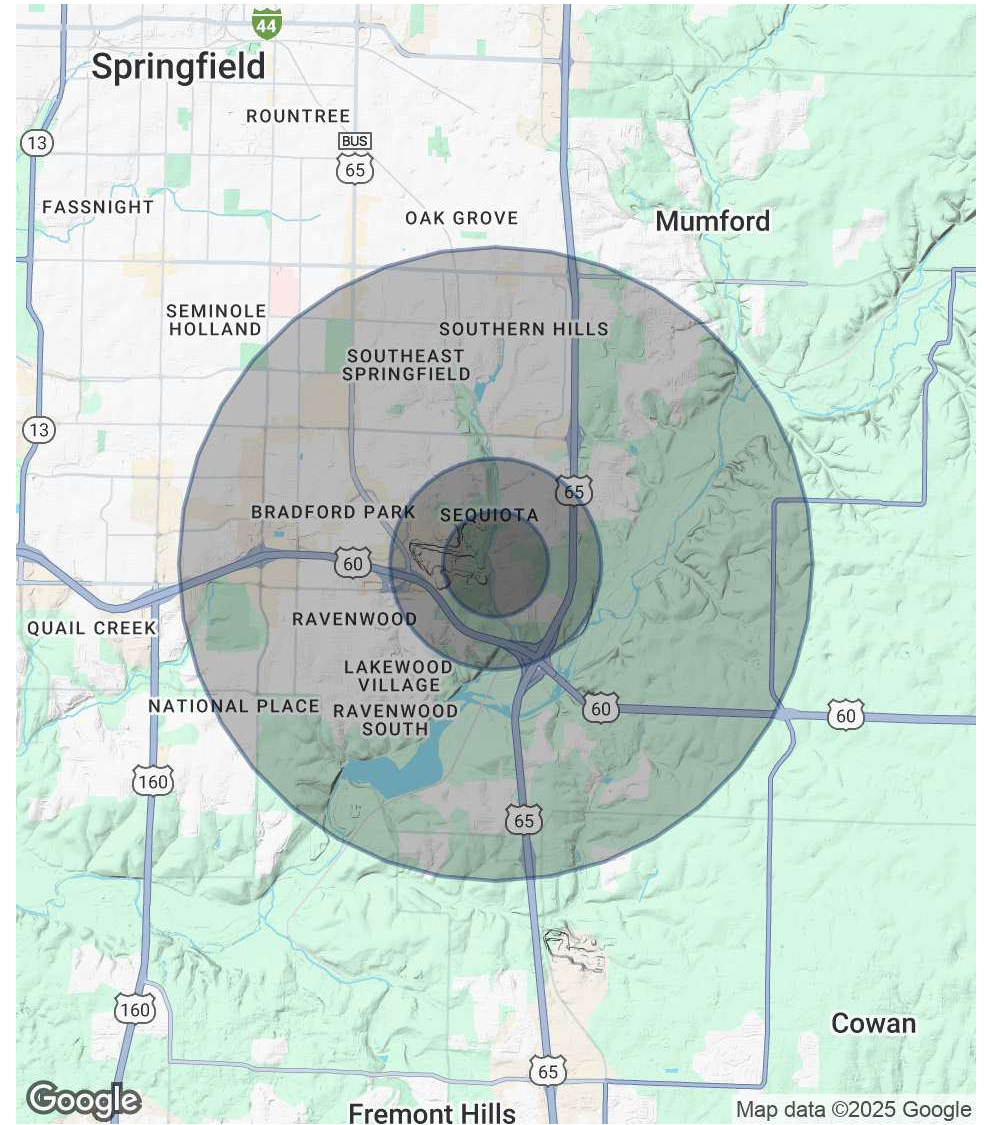 44
Springfield
ROUNTREE
BUS
65
13
FASSNIGHT
OAK GROVE
Mumford
SEMINOLE
HOLLAND
SOUTHERN HILLS
SOUTHEAST
SPRINGFIELD
13
65
BRADFORD PARK
SEQUIOTA
60
RAVENWOOD
QUAIL CREEK
LAKEWOOD
VILLAGE
NATIONAL PLACE
RAVENWOOD
SOUTH
60
60
160
65
160
Cowan
65
Google
Fremont Hills
Map data ©2025 Google